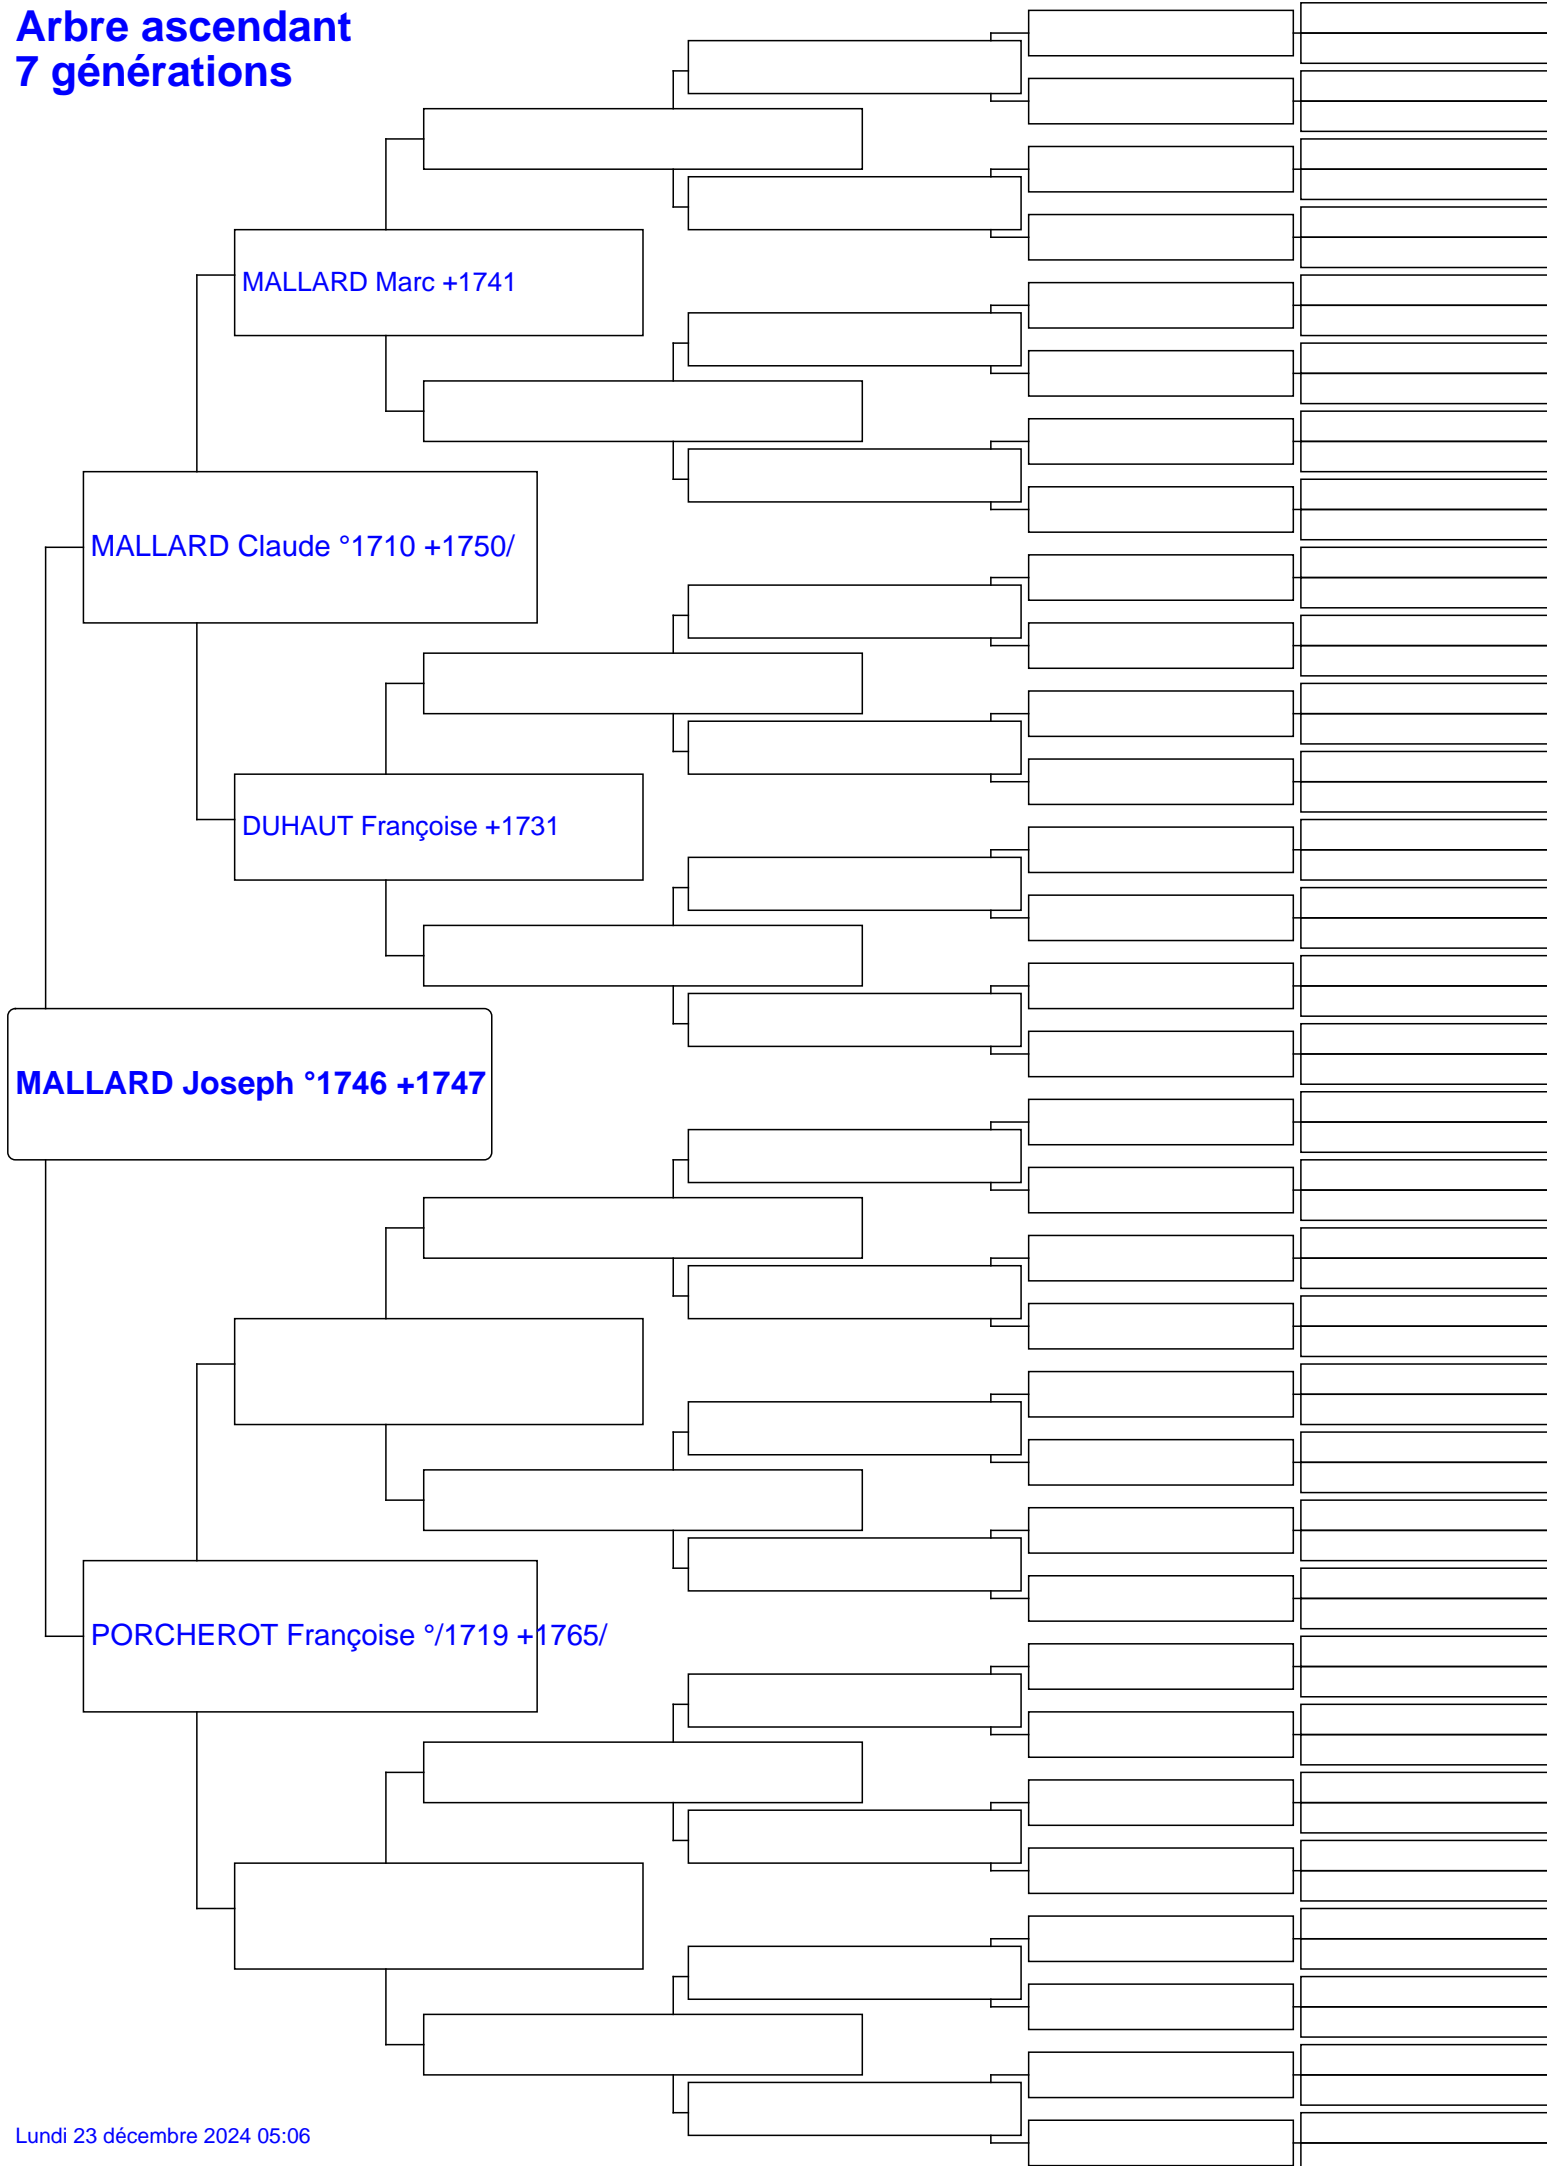 Arbre ascendant
7 générations
MALLARD Marc +1741
MALLARD Claude °1710 +1750/
DUHAUT Françoise +1731
MALLARD Joseph °1746 +1747
PORCHEROT Françoise °/1719 +1765/
Lundi 23 décembre 2024 05:06